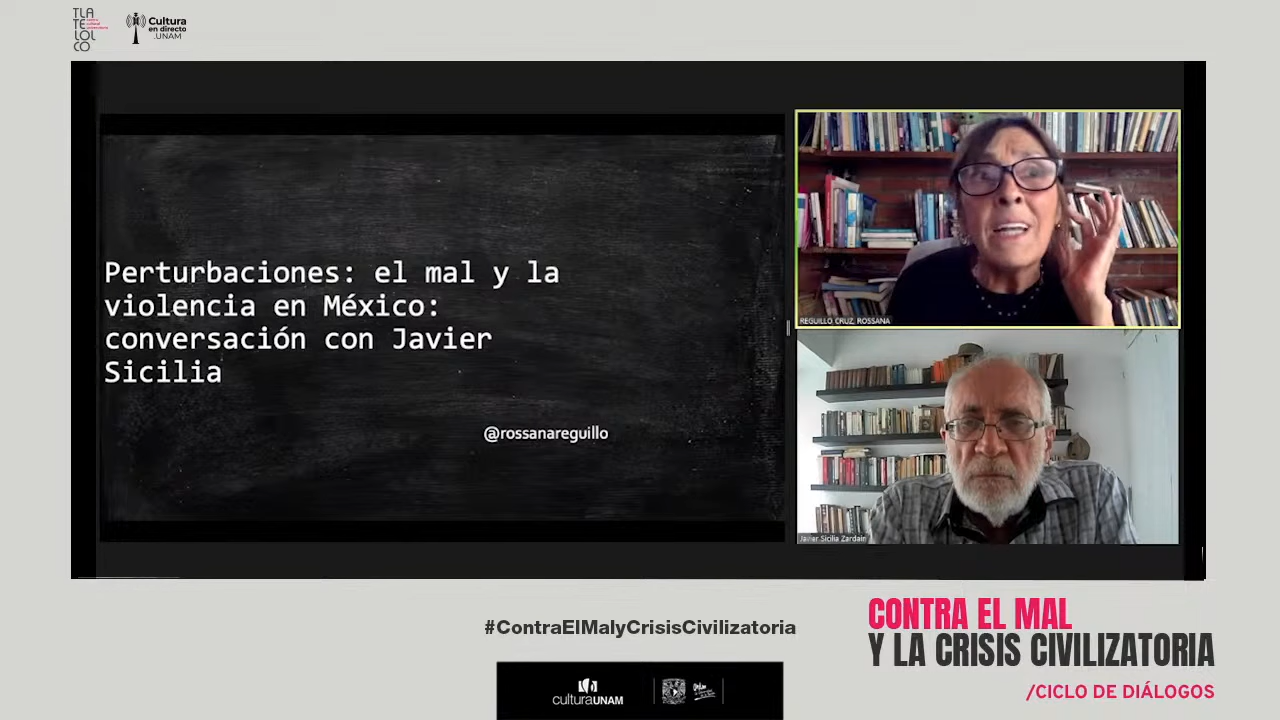 TLA
TE
LOL
CO
Cultura
en directo
.UNAM
Perturbaciones: el mal y la
violencia en México:
conversación con Javier
Sicilia
@rossanareguillo
REGUILLO CRUZ, ROSSANA
Javier Sicilia Zardain
#ContraElMalyCrisisCivilizatoria
CONTRA EL MAL
Y LA CRISIS CIVILIZATORIA
/CICLO DE DIÁLOGOS
culturaUNAM